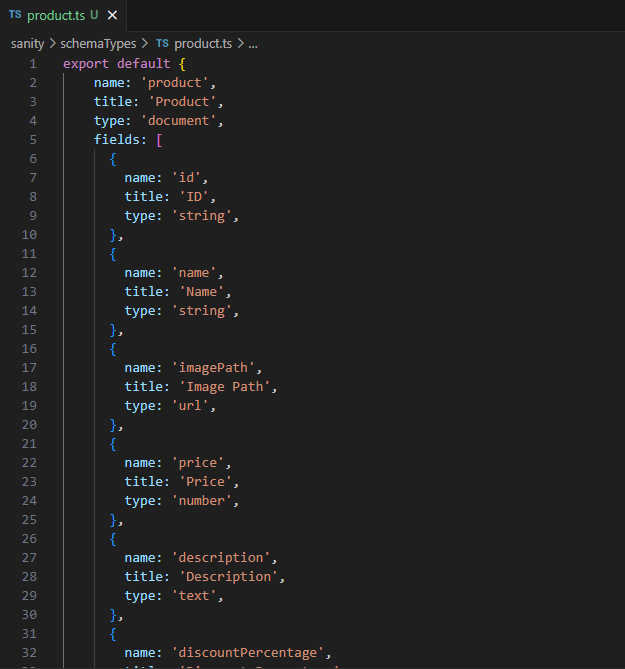 TS product.ts U ×
sanity > schemaTypes > TS product.ts > ...
1 export default {
2 name: 'product',
3 title: 'Product',
4 type: 'document',
5 fields: [
6 {
7 name: 'id',
8 title: 'ID',
9 type: 'string',
10 },
11 {
12 name: 'name',
13 title: 'Name',
14 type: 'string',
15 },
16 {
17 name: 'imagePath',
18 title: 'Image Path',
19 type: 'url',
20 },
21 {
22 name: 'price',
23 title: 'Price',
24 type: 'number',
25 },
26 {
27 name: 'description',
28 title: 'Description',
29 type: 'text',
30 },
31 {
32 name: 'discountPercentage',